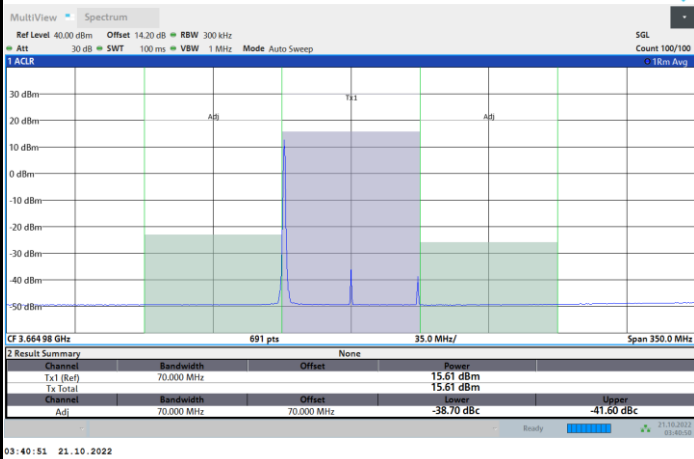 MultiView Spectrum
Ref Level 40.00 dBm Offset 14.20 dB RBW 300 kHz SGL
Att 30 dB SWT 100 ms VBW 1 MHz Mode Auto Sweep Count 100/100
1 ACLR 1Rm Avg
30 dBm
Tx1
20 dBm Adj Adj
10 dBm
0 dBm
-10 dBm
-20 dBm
-30 dBm
-40 dBm
-50 dBm
CF 3.664 98 GHz 691 pts 35.0 MHz/ Span 350.0 MHz
2 Result Summary None
Channel Bandwidth Offset Power
Tx1 (Ref) 70.000 MHz 15.61 dBm
Tx Total 15.61 dBm
Channel Bandwidth Offset Lower Upper
Adj 70.000 MHz 70.000 MHz -38.70 dBc -41.60 dBc
Ready 21.10.2022
03:40:50
03:40:51 21.10.2022